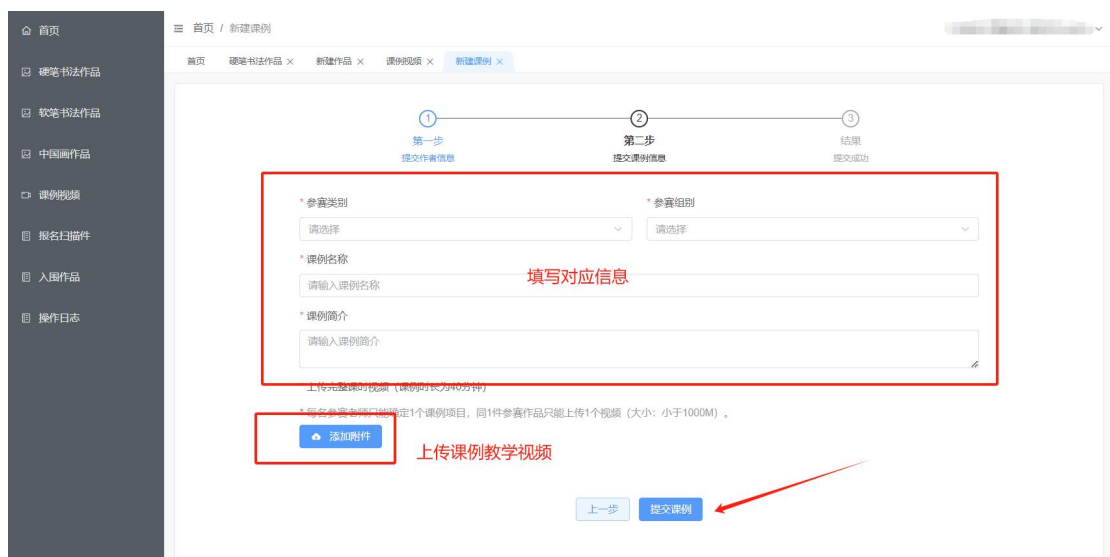 首页
硬笔书法作品
软笔书法作品
中国画作品
课例视频
报名扫描件
入围作品
操作日志
首页 / 新建课例
首页 硬笔书法作品 × 新建作品 × 课例视频 × 新建课例 ×
1 2 3
第一步 第二步 结果
提交作者信息 提交课例信息 提交成功
* 参赛类别 * 参赛组别
请选择 请选择
* 课例名称
请输入课例名称
填写对应信息
* 课例简介
请输入课例简介
* 上传完整课时视频（课例时长为40分钟）
* 每名参赛老师只能确定1个课例项目，同1件参赛作品只能上传1个视频（大小：小于1000M）。
添加附件
上传课例教学视频
上一步 提交课例